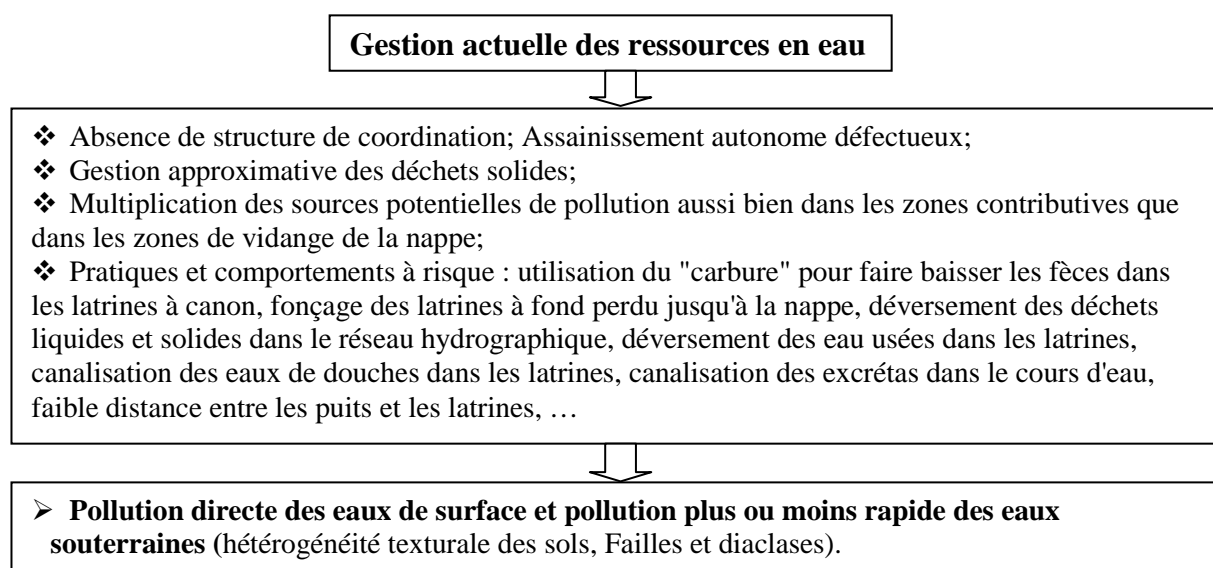 Gestion actuelle des ressources en eau
❖ Absence de structure de coordination; Assainissement autonome défectueux;
❖ Gestion approximative des déchets solides;
❖ Multiplication des sources potentielles de pollution aussi bien dans les zones contributives que
dans les zones de vidange de la nappe;
❖ Pratiques et comportements à risque : utilisation du "carbure" pour faire baisser les fèces dans
les latrines à canon, fonçage des latrines à fond perdu jusqu'à la nappe, déversement des déchets
liquides et solides dans le réseau hydrographique, déversement des eau usées dans les latrines,
canalisation des eaux de douches dans les latrines, canalisation des excrétas dans le cours d'eau,
faible distance entre les puits et les latrines, …
➢ Pollution directe des eaux de surface et pollution plus ou moins rapide des eaux
souterraines (hétérogénéité texturale des sols, Failles et diaclases).